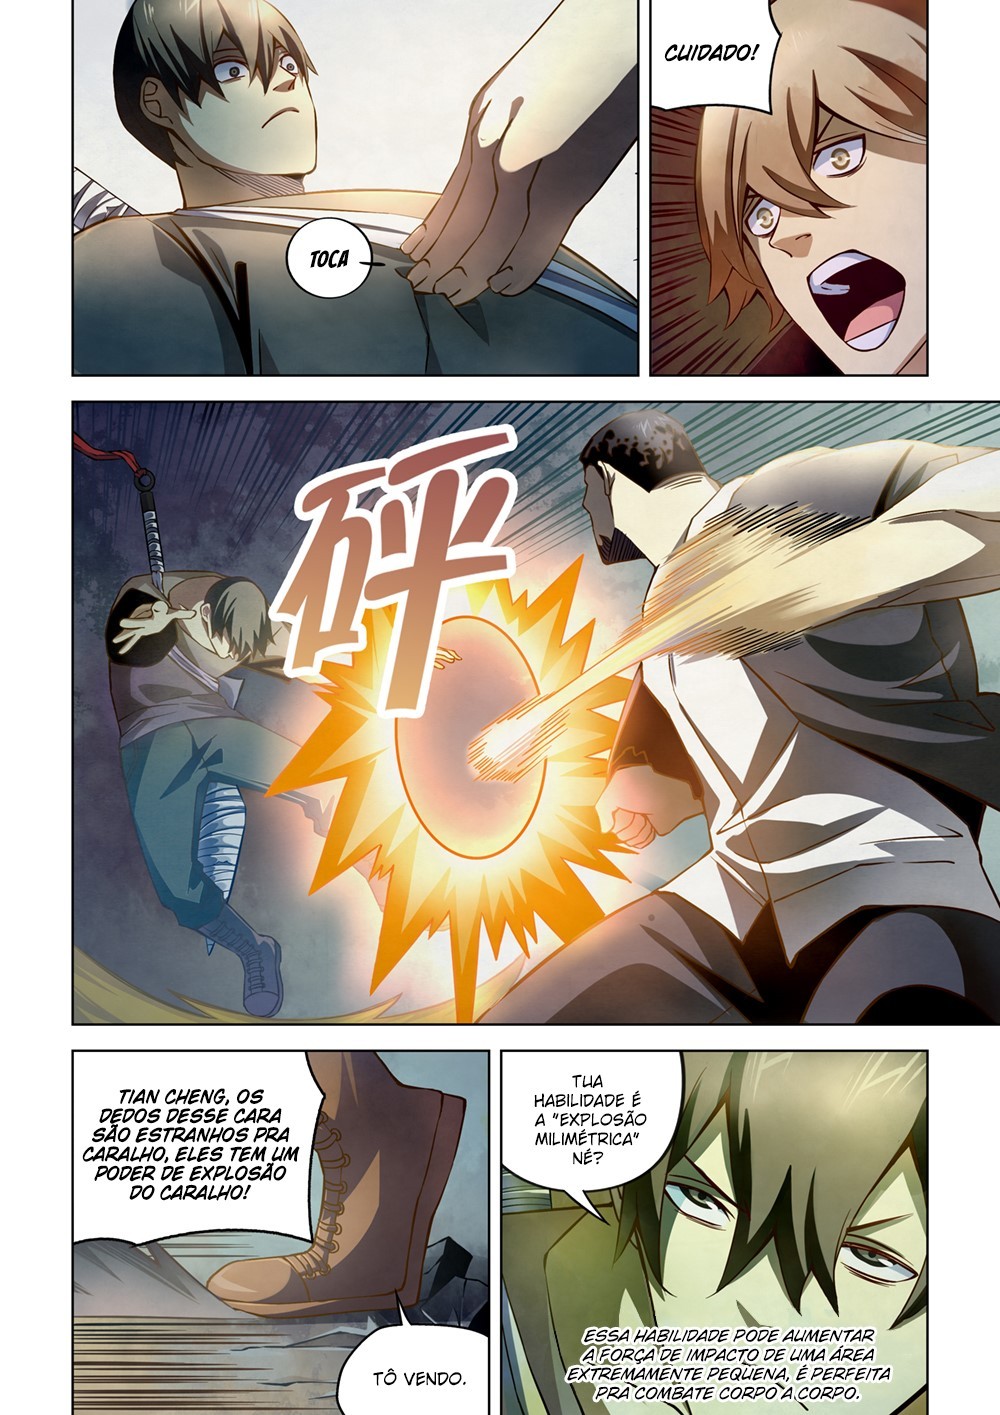 TOCA
CUIDADO!
砰
TIAN CHENG, OS
DEDOS DESSE CARA
SÃO ESTRANHOS PRA
CARALHO, ELES TEM UM
PODER DE EXPLOSÃO
DO CARALHO!
TÔ VENDO.
TUA
HABILIDADE É
A "EXPLOSÃO
MILIMÉTRICA"
NÉ?
ESSA HABILIDADE PODE AUMENTAR
A FORÇA DE IMPACTO DE UMA ÁREA
EXTREMAMENTE PEQUENA, É PERFEITA
PRA COMBATE CORPO A CORPO.